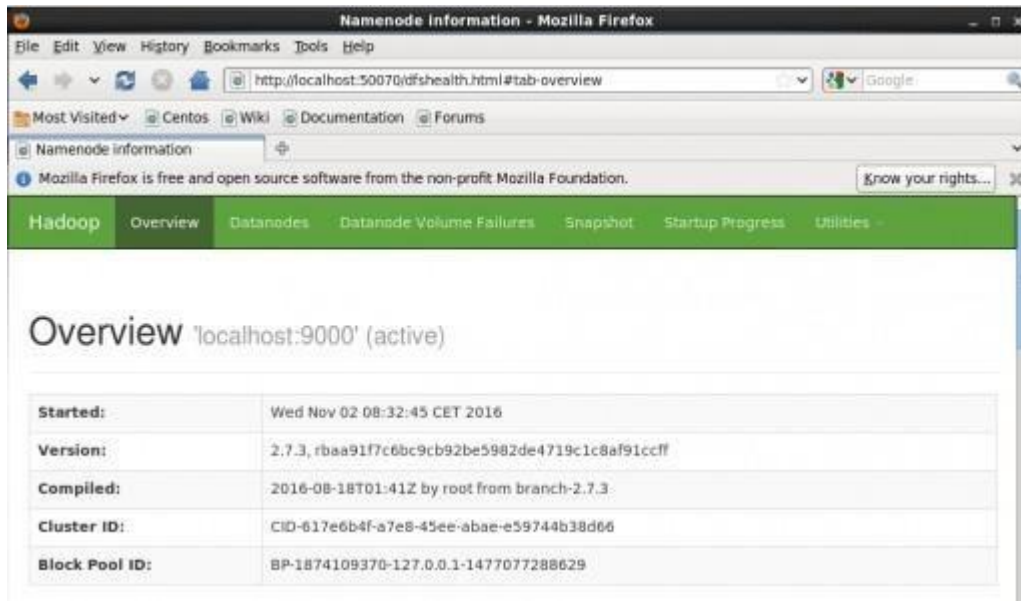 Namenode information - Mozilla Firefox
File Edit View History Bookmarks Tools Help
http://localhost:50070/dfshealth.html#tab-overview
Google
Most Visited Centos Wiki Documentation Forums
Namenode information
Mozilla Firefox is free and open source software from the non-profit Mozilla Foundation.
Know your rights...
Hadoop Overview Datanodes Datanode Volume Failures Snapshot Startup Progress Utilities
Overview 'localhost:9000' (active)
Started: Wed Nov 02 08:32:45 CET 2016
Version: 2.7.3, rbaa91f7c6bc9cb92be5982de4719c1c8af91ccff
Compiled: 2016-08-18T01:41Z by root from branch-2.7.3
Cluster ID: CID-617e6b4f-a7e8-45ee-abae-e59744b38d66
Block Pool ID: BP-1874109370-127.0.0.1-1477077288629